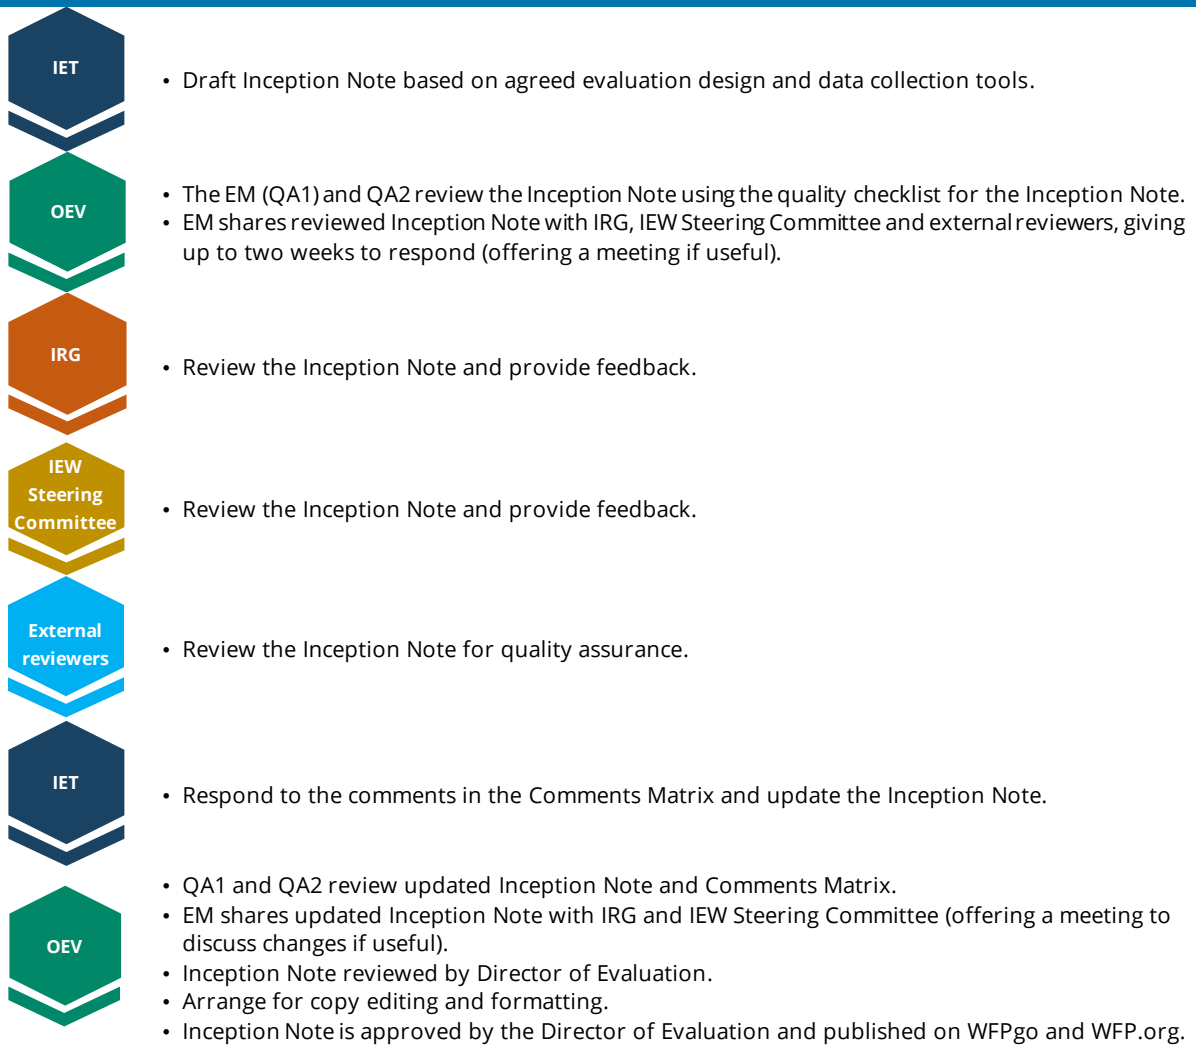 IET
• Draft Inception Note based on agreed evaluation design and data collection tools.
OEV
• The EM (QA1) and QA2 review the Inception Note using the quality checklist for the Inception Note.
• EM shares reviewed Inception Note with IRG, IEW Steering Committee and external reviewers, giving
up to two weeks to respond (offering a meeting if useful).
IRG
• Review the Inception Note and provide feedback.
IEW
Steering
Committee
• Review the Inception Note and provide feedback.
External
reviewers
• Review the Inception Note for quality assurance.
IET
• Respond to the comments in the Comments Matrix and update the Inception Note.
OEV
• QA1 and QA2 review updated Inception Note and Comments Matrix.
• EM shares updated Inception Note with IRG and IEW Steering Committee (offering a meeting to
discuss changes if useful).
• Inception Note reviewed by Director of Evaluation.
• Arrange for copy editing and formatting.
• Inception Note is approved by the Director of Evaluation and published on WFPgo and WFP.org.